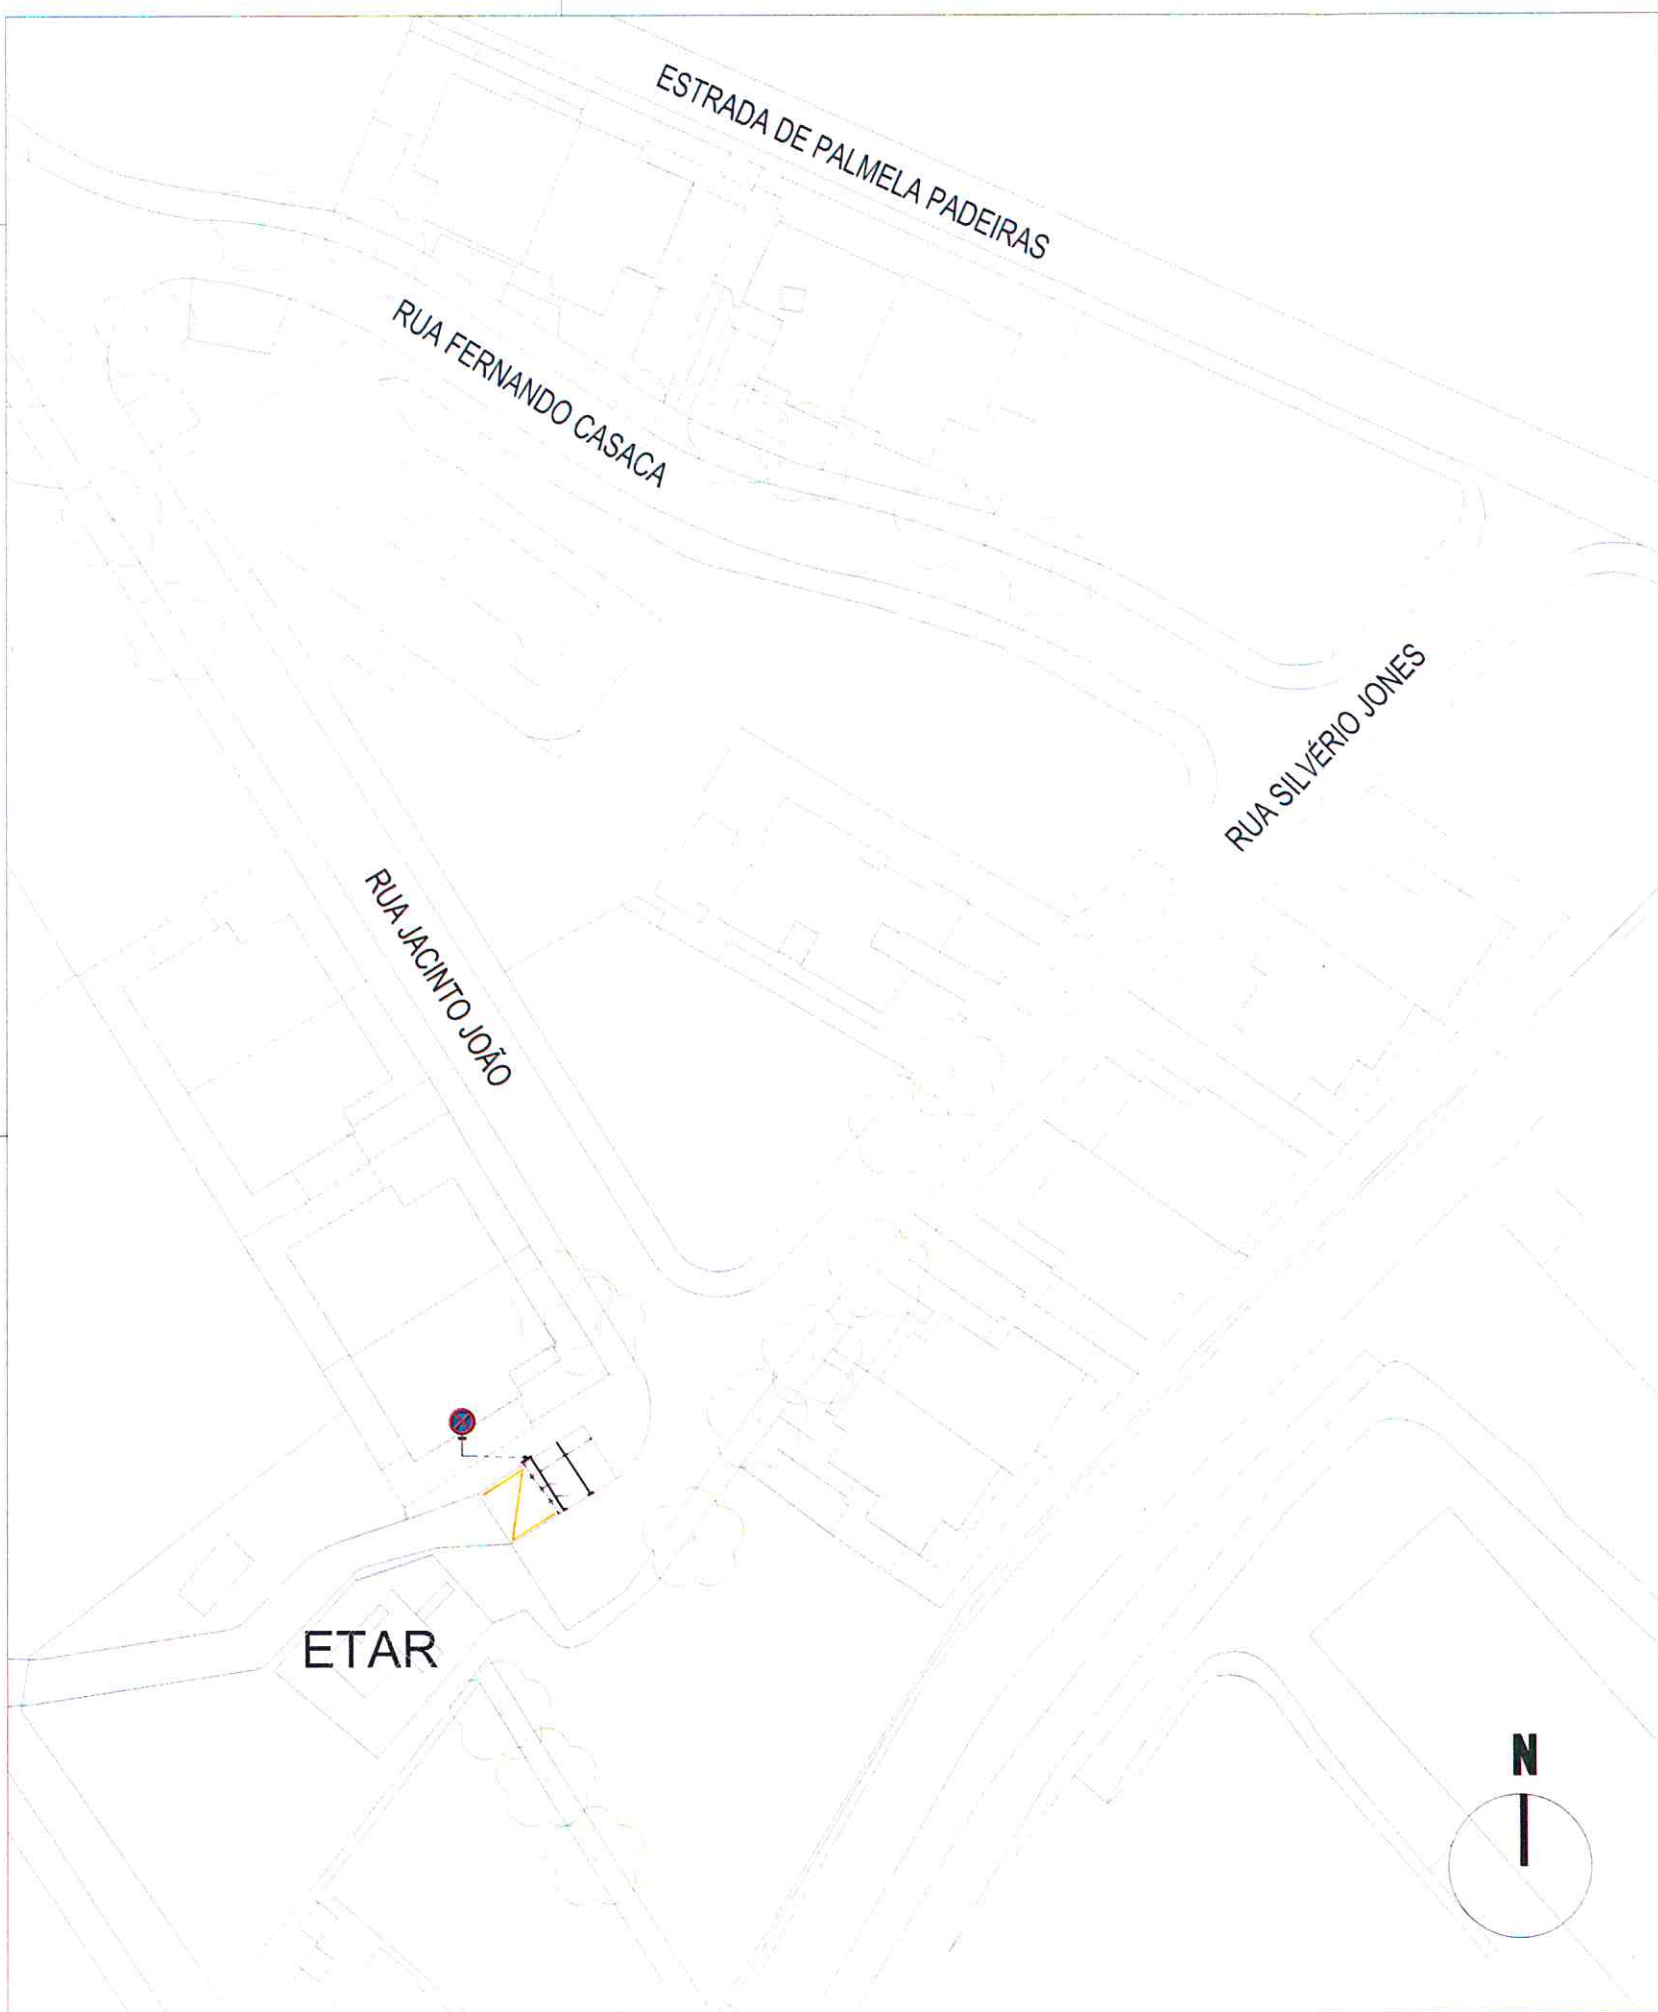 ESTRADA DE PALMELA PADEIRAS
RUA FERNANDO CASACA
RUA SILVÉRIO JONES
RUA JACINTO JOÃO
ETAR
N